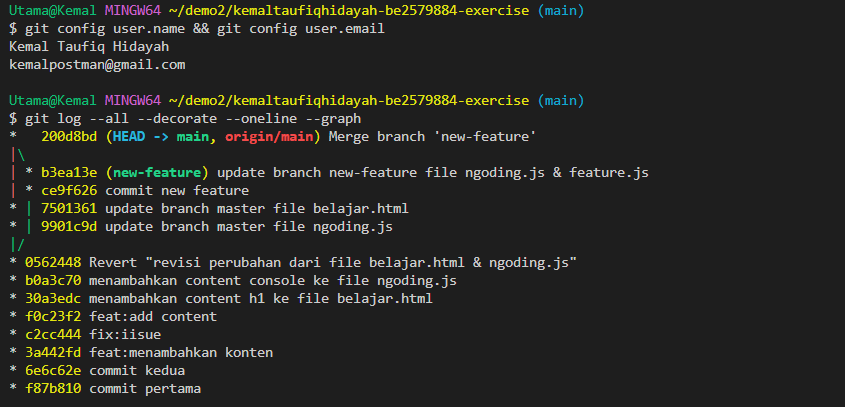 Utama@Kemal MINGW64 ~/demo2/kemaltaufiqhidayah-be2579884-exercise (main)
$ git config user.name && git config user.email
Kemal Taufiq Hidayah
kemalpostman@gmail.com
Utama@Kemal MINGW64 ~/demo2/kemaltaufiqhidayah-be2579884-exercise (main)
$ git log --all --decorate --oneline --graph
*   200d8bd (HEAD -> main, origin/main) Merge branch 'new-feature'
|\
| * b3ea13e (new-feature) update branch new-feature file ngoding.js & feature.js
| * ce9f626 commit new feature
* | 7501361 update branch master file belajar.html
* | 9901c9d update branch master file ngoding.js
|/
* 0562448 Revert "revisi perubahan dari file belajar.html & ngoding.js"
* b0a3c70 menambahkan content console ke file ngoding.js
* 30a3edc menambahkan content h1 ke file belajar.html
* f0c23f2 feat:add content
* c2cc444 fix:iisue
* 3a442fd feat:menambahkan konten
* 6e6c62e commit kedua
* f87b810 commit pertama